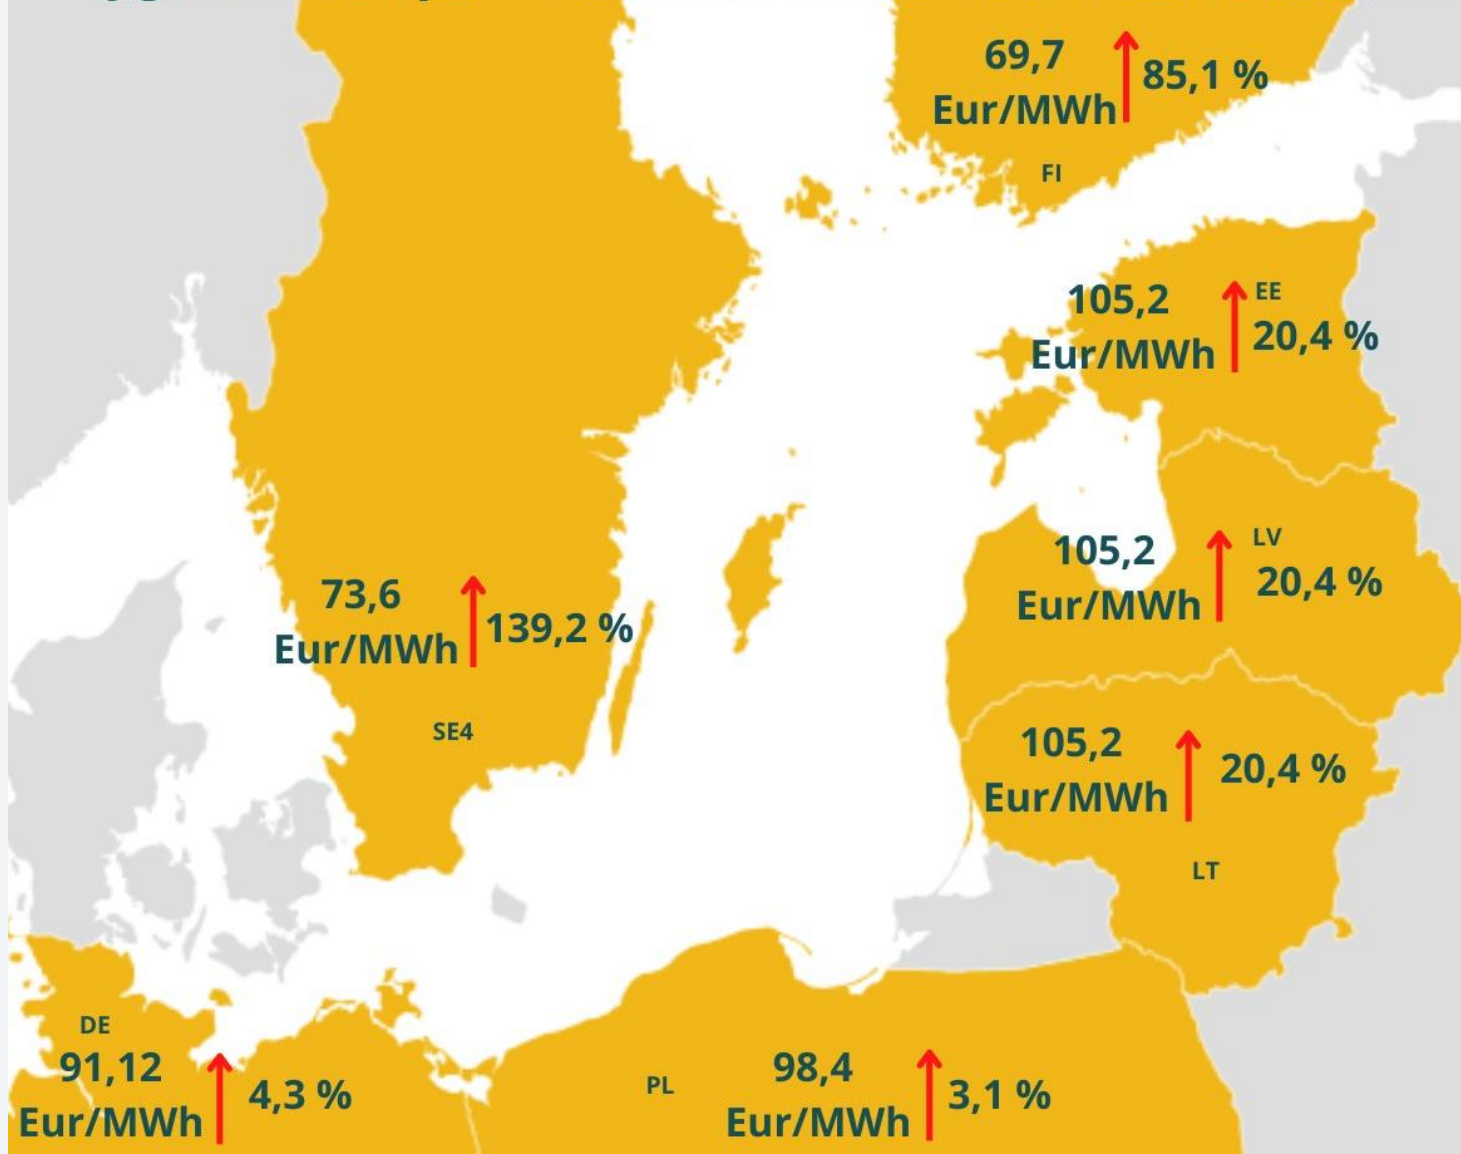 69,7
Eur/MWh
85,1 %
FI
105,2
Eur/MWh
EE
20,4 %
105,2
Eur/MWh
LV
20,4 %
73,6
Eur/MWh
139,2 %
SE4
105,2
Eur/MWh
20,4 %
LT
DE
91,12
Eur/MWh
4,3 %
PL
98,4
Eur/MWh
3,1 %